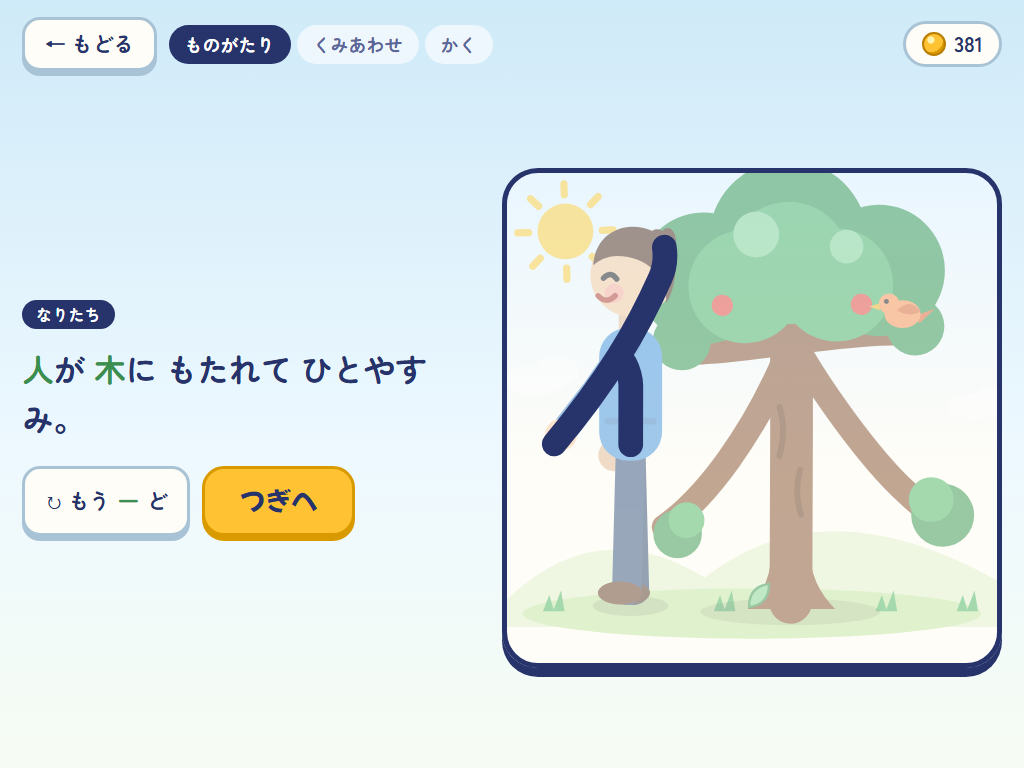 ← もどる
ものがたり
くみあわせ
かく
381
なりたち
人が 木に もたれて ひとやす
み。
↻ もう 一 ど
つぎへ